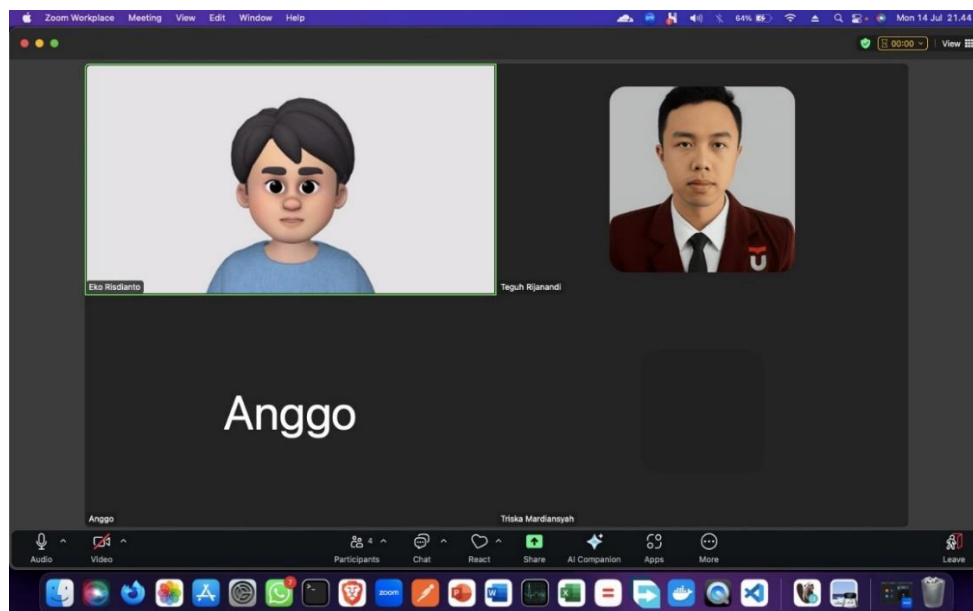 Zoom Workplace Meeting View Edit Window Help 64% Mon 14 Jul 21.44
00:00 View
Eko Risdianto
Teguh Rijanandi
Anggo
Anggo
Triska Mardiansyah
4
Audio Video Participants Chat React Share AI Companion Apps More Leave
zoom